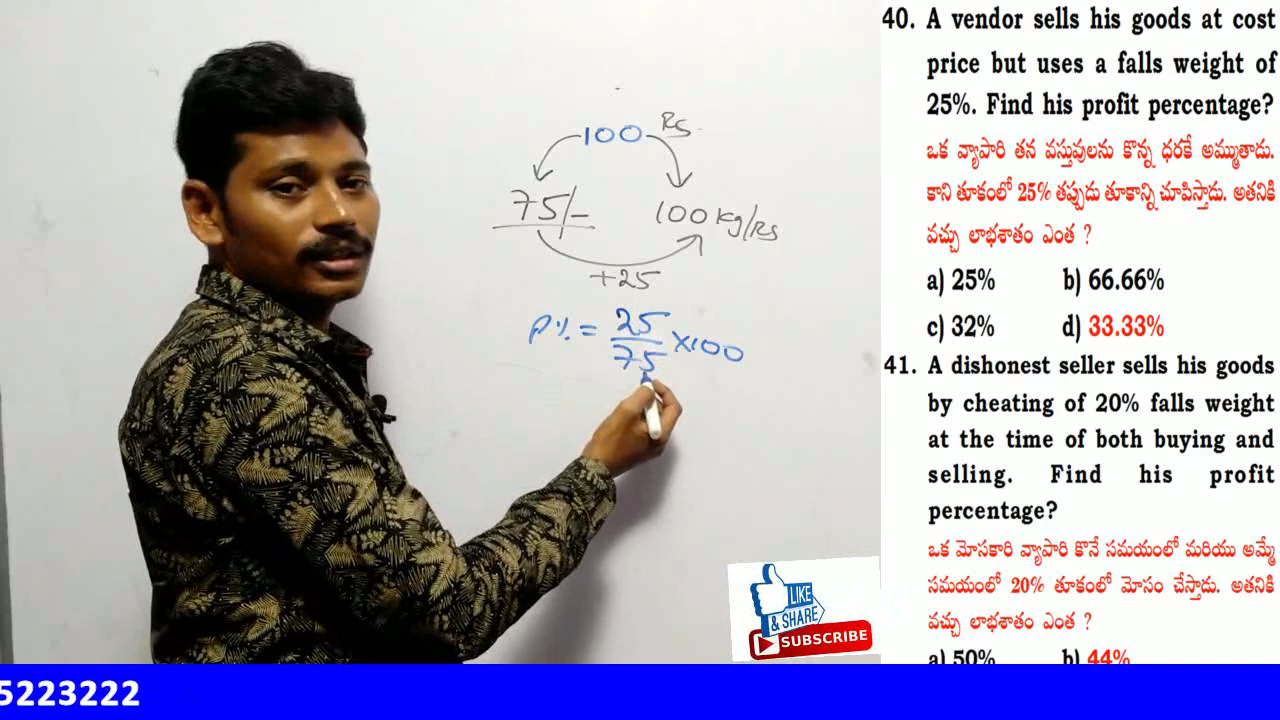 100 Rs.
75/- 100 Kg/Rs
+25
P% = 25/75 ×100
40. A vendor sells his goods at cost
price but uses a falls weight of
25%. Find his profit percentage?
ఒక వ్యాపారి తన వస్తువులను కొన్న ధరకే అమ్ముతాడు.
కాని తూకంలో 25% తప్పుడు తూకాన్ని చూపిస్తాడు. అతనికి
వచ్చు లాభశాతం ఎంత ?
a) 25% b) 66.66%
c) 32% d) 33.33%
41. A dishonest seller sells his goods
by cheating of 20% falls weight
at the time of both buying and
selling. Find his profit
percentage?
ఒక మోసకారి వ్యాపారి కొనే సమయంలో మరియు అమ్మే
సమయంలో 20% తూకంలో మోసం చేస్తాడు. అతనికి
వచ్చు లాభశాతం ఎంత ?
a) 50% b) 44%
LIKE
& SHARE
SUBSCRIBE
5223222